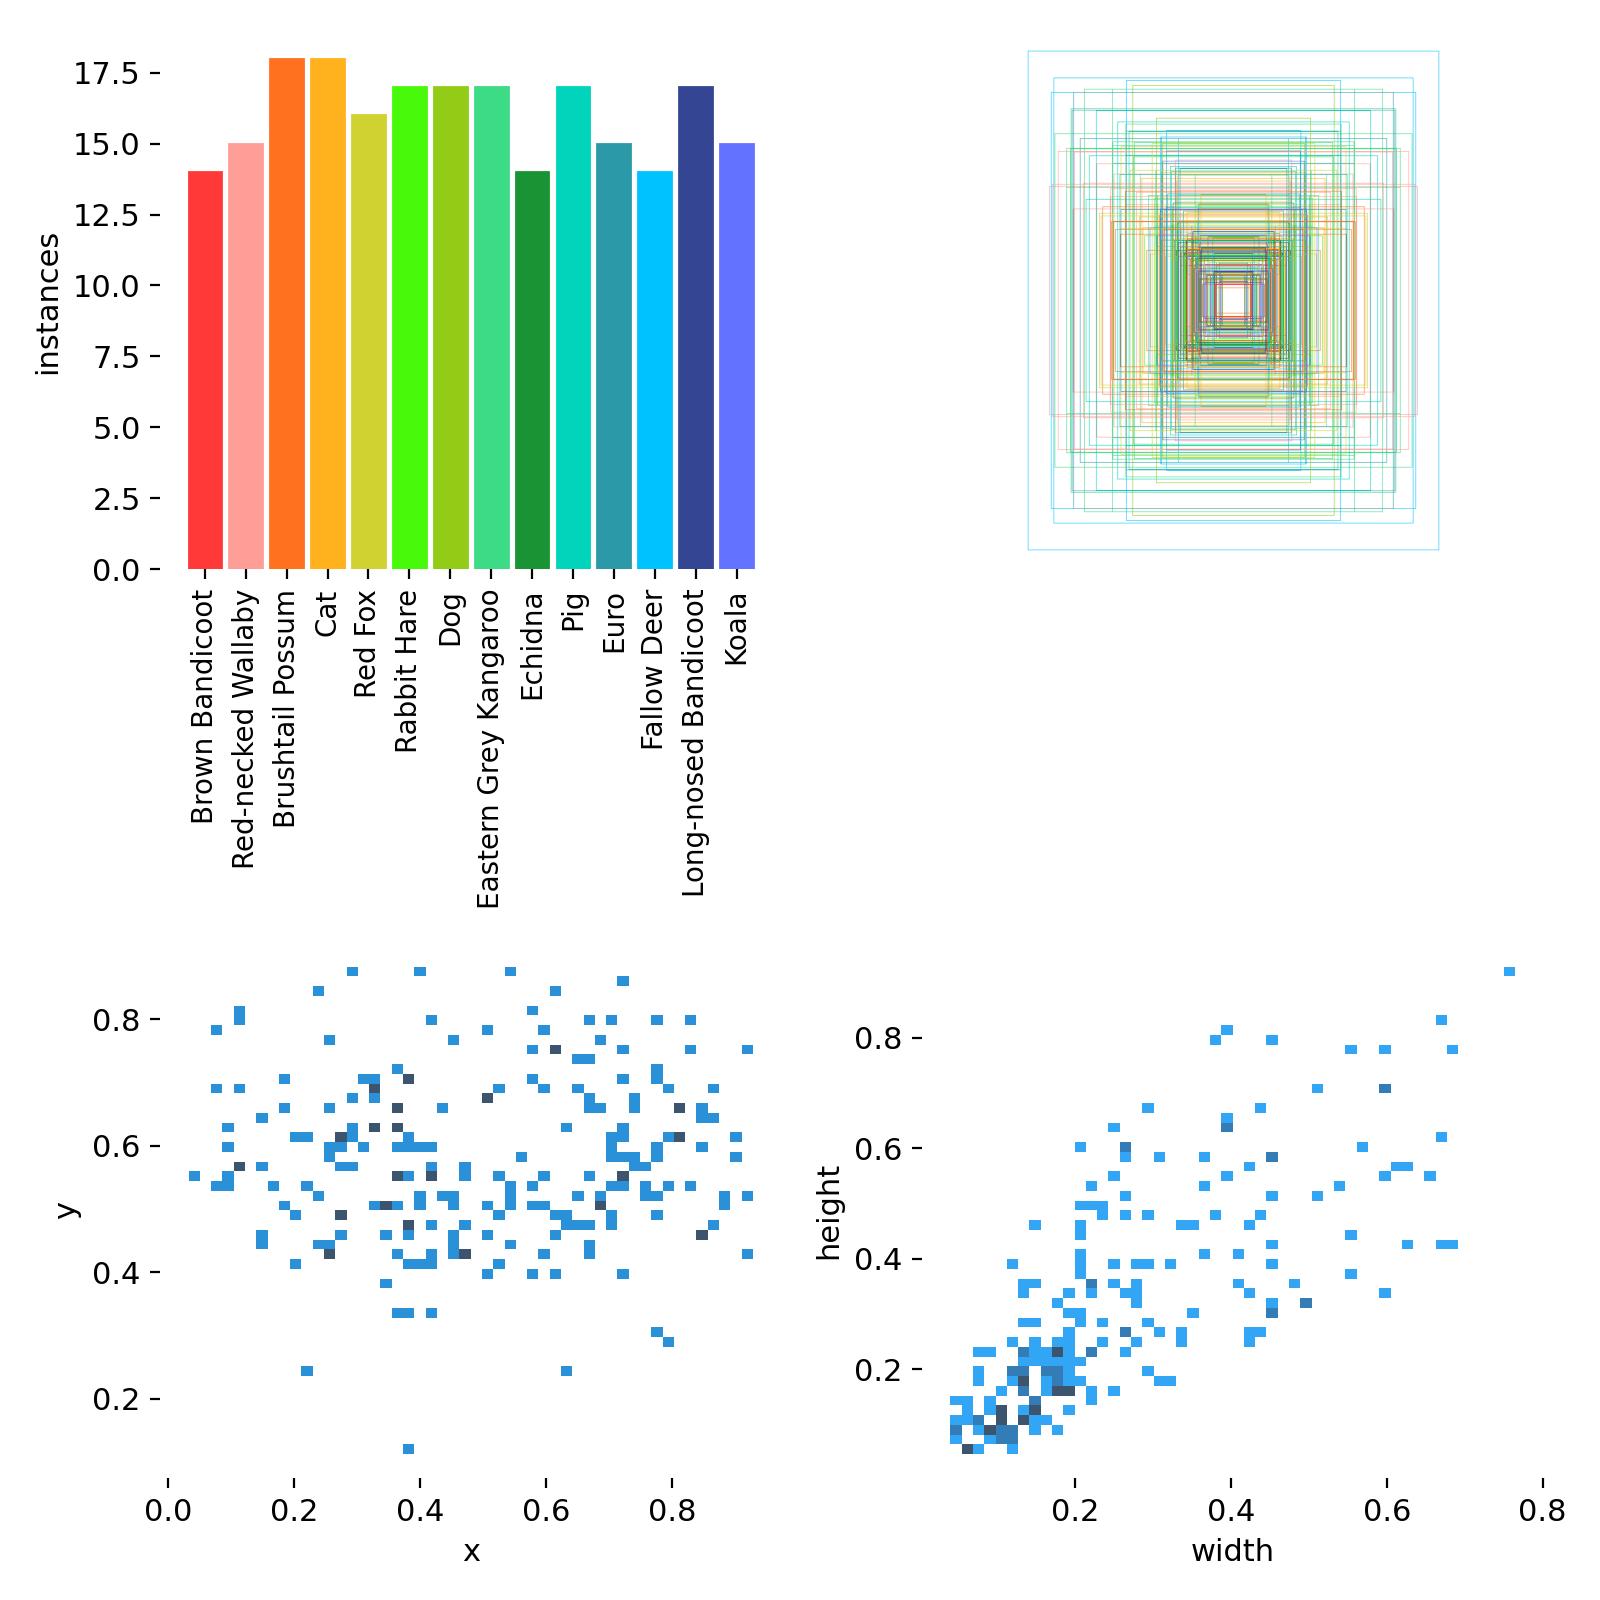 17.5
15.0
12.5
10.0
7.5
5.0
2.5
0.0
instances
Brown Bandicoot
Red-necked Wallaby
Brushtail Possum
Cat
Red Fox
Rabbit Hare
Dog
Eastern Grey Kangaroo
Echidna
Pig
Euro
Fallow Deer
Long-nosed Bandicoot
Koala
0.8
0.6
0.4
0.2
y
0.0 0.2 0.4 0.6 0.8
x
0.8
0.6
0.4
0.2
height
0.2 0.4 0.6 0.8
width